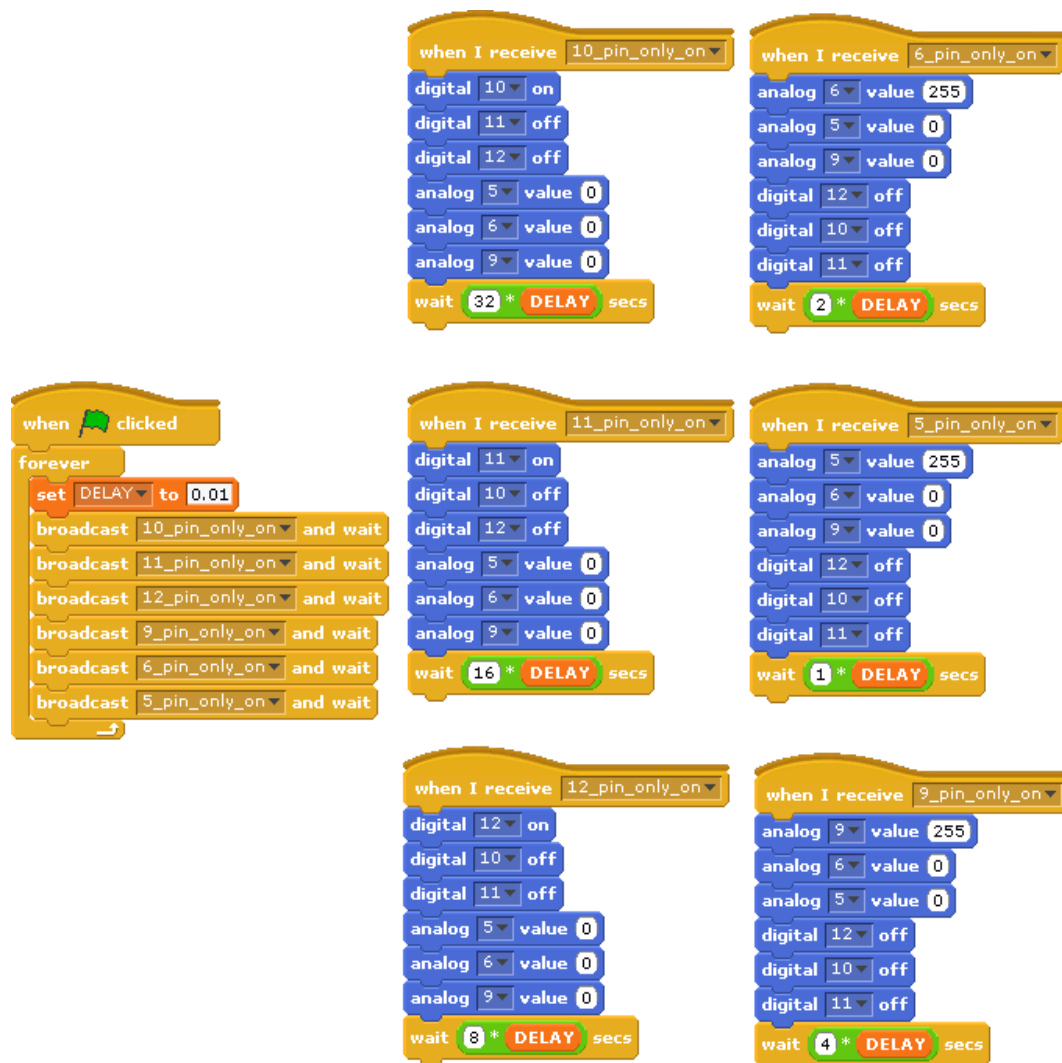 when I receive 10_pin_only_on
digital 10 on
digital 11 off
digital 12 off
analog 5 value 0
analog 6 value 0
analog 9 value 0
wait 32 * DELAY secs
when I receive 6_pin_only_on
analog 6 value 255
analog 5 value 0
analog 9 value 0
digital 12 off
digital 10 off
digital 11 off
wait 2 * DELAY secs
when clicked
forever
set DELAY to 0.01
broadcast 10_pin_only_on and wait
broadcast 11_pin_only_on and wait
broadcast 12_pin_only_on and wait
broadcast 9_pin_only_on and wait
broadcast 6_pin_only_on and wait
broadcast 5_pin_only_on and wait
when I receive 11_pin_only_on
digital 11 on
digital 10 off
digital 12 off
analog 5 value 0
analog 6 value 0
analog 9 value 0
wait 16 * DELAY secs
when I receive 5_pin_only_on
analog 5 value 255
analog 6 value 0
analog 9 value 0
digital 12 off
digital 10 off
digital 11 off
wait 1 * DELAY secs
when I receive 12_pin_only_on
digital 12 on
digital 10 off
digital 11 off
analog 5 value 0
analog 6 value 0
analog 9 value 0
wait 8 * DELAY secs
when I receive 9_pin_only_on
analog 9 value 255
analog 6 value 0
analog 5 value 0
digital 12 off
digital 10 off
digital 11 off
wait 4 * DELAY secs